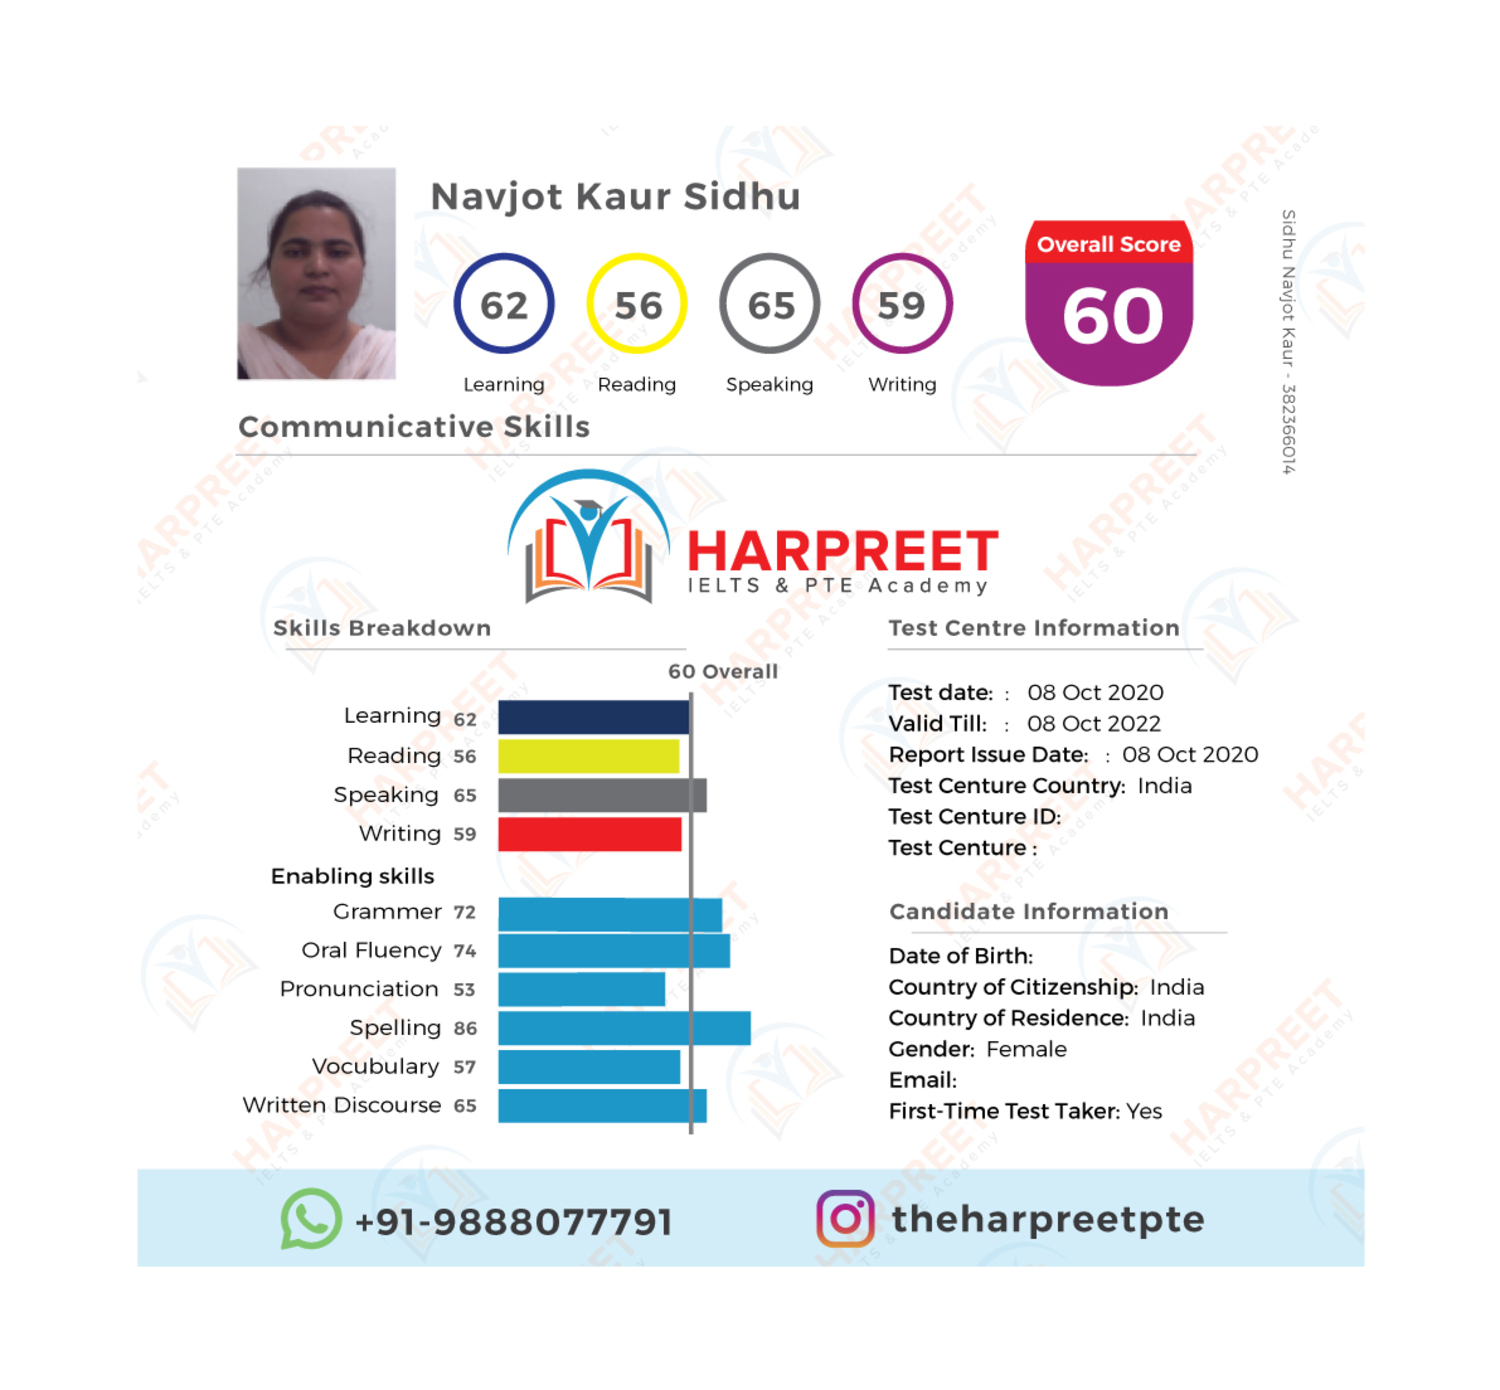 Navjot Kaur Sidhu
62 56 65 59
Learning Reading Speaking Writing
Overall Score
60
Sidhu Navjot Kaur - 382366014
Communicative Skills
HARPREET
IELTS & PTE Academy
Skills Breakdown
60 Overall
Learning 62
Reading 56
Speaking 65
Writing 59
Enabling skills
Grammer 72
Oral Fluency 74
Pronunciation 53
Spelling 86
Vocubulary 57
Written Discourse 65
Test Centre Information
Test date: : 08 Oct 2020
Valid Till: : 08 Oct 2022
Report Issue Date: : 08 Oct 2020
Test Centure Country: India
Test Centure ID:
Test Centure :
Candidate Information
Date of Birth:
Country of Citizenship: India
Country of Residence: India
Gender: Female
Email:
First-Time Test Taker: Yes
+91-9888077791
theharpreetpte